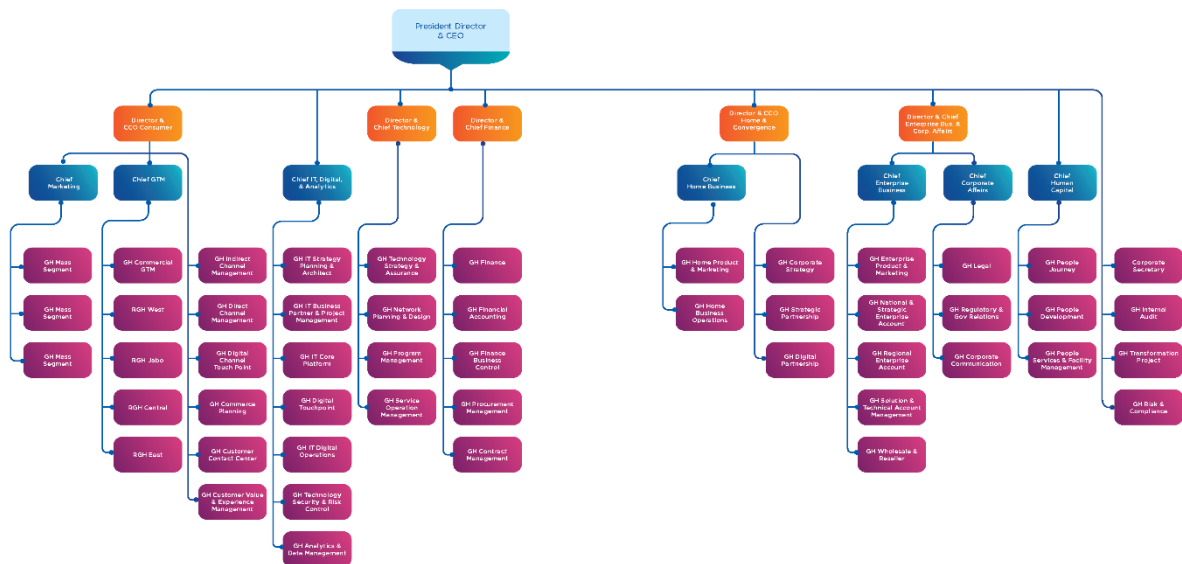 President Director
& CEO
Director &
CCO Consumer
Director &
Chief Technology
Director &
Chief Finance
Director & CCO
Home &
Convergence
Director & Chief
Enterprise Bus. &
Corp. Affairs
Chief
Marketing
Chief GTM
Chief IT, Digital,
& Analytics
Chief
Home Business
Chief
Enterprise
Business
Chief
Corporate
Affairs
Chief
Human
Capital
GH Mass
Segment
GH Mass
Segment
GH Mass
Segment
GH Commercial
GTM
RGH West
RGH Jabo
RGH Central
RGH East
GH Indirect
Channel
Management
GH Direct
Channel
Management
GH Digital
Channel
Touch Point
GH Commerce
Planning
GH Customer
Contact Center
GH Customer Value
& Experience
Management
GH IT Strategy
Planning &
Architect
GH IT Business
Partner & Project
Management
GH IT Core
Platform
GH Digital
Touchpoint
GH IT Digital
Operations
GH Technology
Security & Risk
Control
GH Analytics &
Data Management
GH Technology
Strategy &
Assurance
GH Network
Planning & Design
GH Program
Management
GH Service
Operation
Management
GH Finance
GH Financial
Accounting
GH Finance
Business
Control
GH Procurement
Management
GH Contract
Management
GH Home Product
& Marketing
GH Home
Business
Operations
GH Corporate
Strategy
GH Strategic
Partnership
GH Digital
Partnership
GH Enterprise
Product &
Marketing
GH National &
Strategic
Enterprise
Account
GH Regional
Enterprise
Account
GH Solution &
Technical Account
Management
GH Wholesale &
Reseller
GH Legal
GH Regulatory &
Gov Relations
GH Corporate
Communication
GH People
Journey
GH People
Development
GH People
Services & Facility
Management
Corporate
Secretary
GH Internal
Audit
GH Transformation
Project
GH Risk &
Compliance